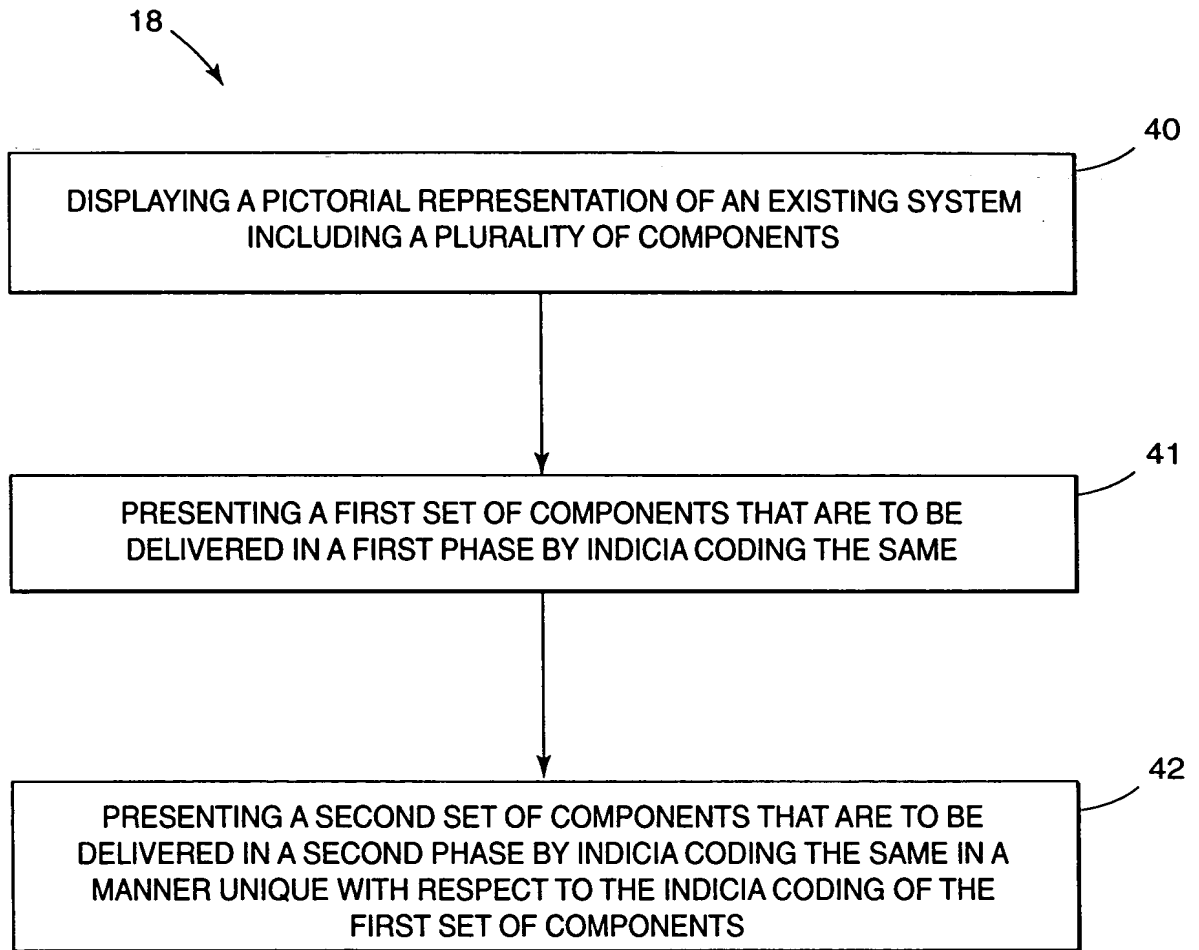 18
40
DISPLAYING A PICTORIAL REPRESENTATION OF AN EXISTING SYSTEM
INCLUDING A PLURALITY OF COMPONENTS
41
PRESENTING A FIRST SET OF COMPONENTS THAT ARE TO BE
DELIVERED IN A FIRST PHASE BY INDICIA CODING THE SAME
42
PRESENTING A SECOND SET OF COMPONENTS THAT ARE TO BE
DELIVERED IN A SECOND PHASE BY INDICIA CODING THE SAME IN A
MANNER UNIQUE WITH RESPECT TO THE INDICIA CODING OF THE
FIRST SET OF COMPONENTS